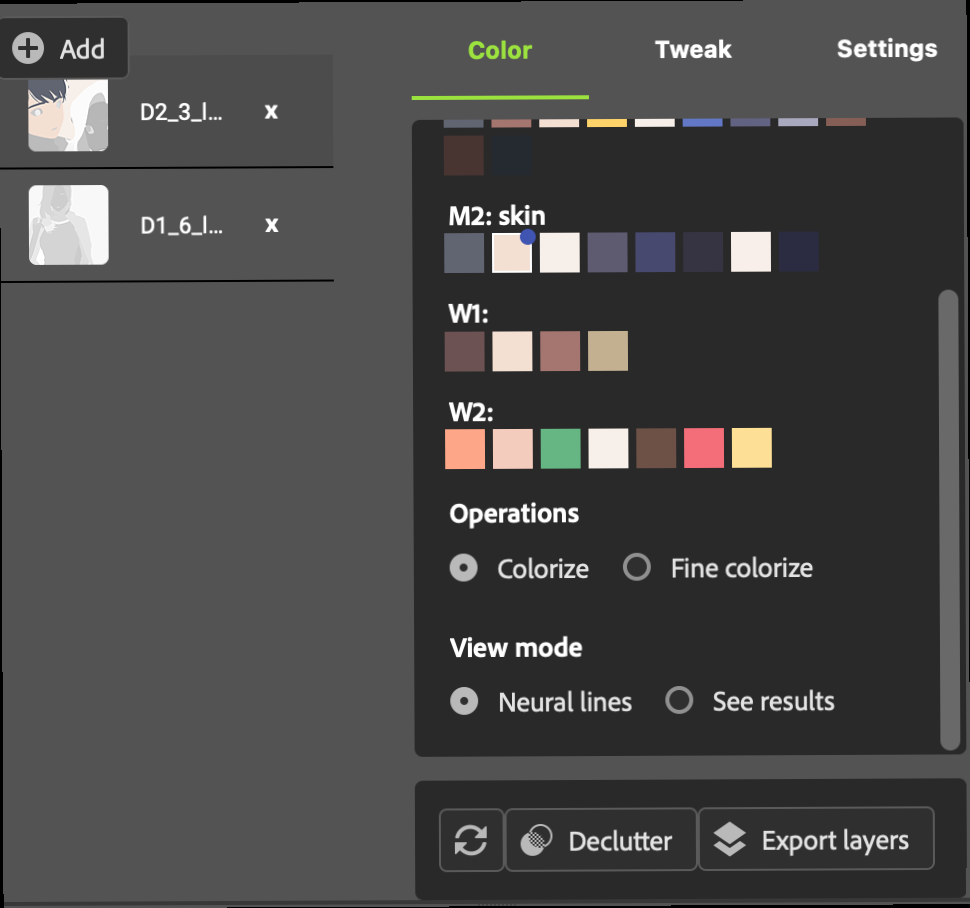 Add
D2_3_l...
x
D1_6_l...
x
Color Tweak Settings
M2: skin
W1:
W2:
Operations
Colorize Fine colorize
View mode
Neural lines See results
Declutter Export layers